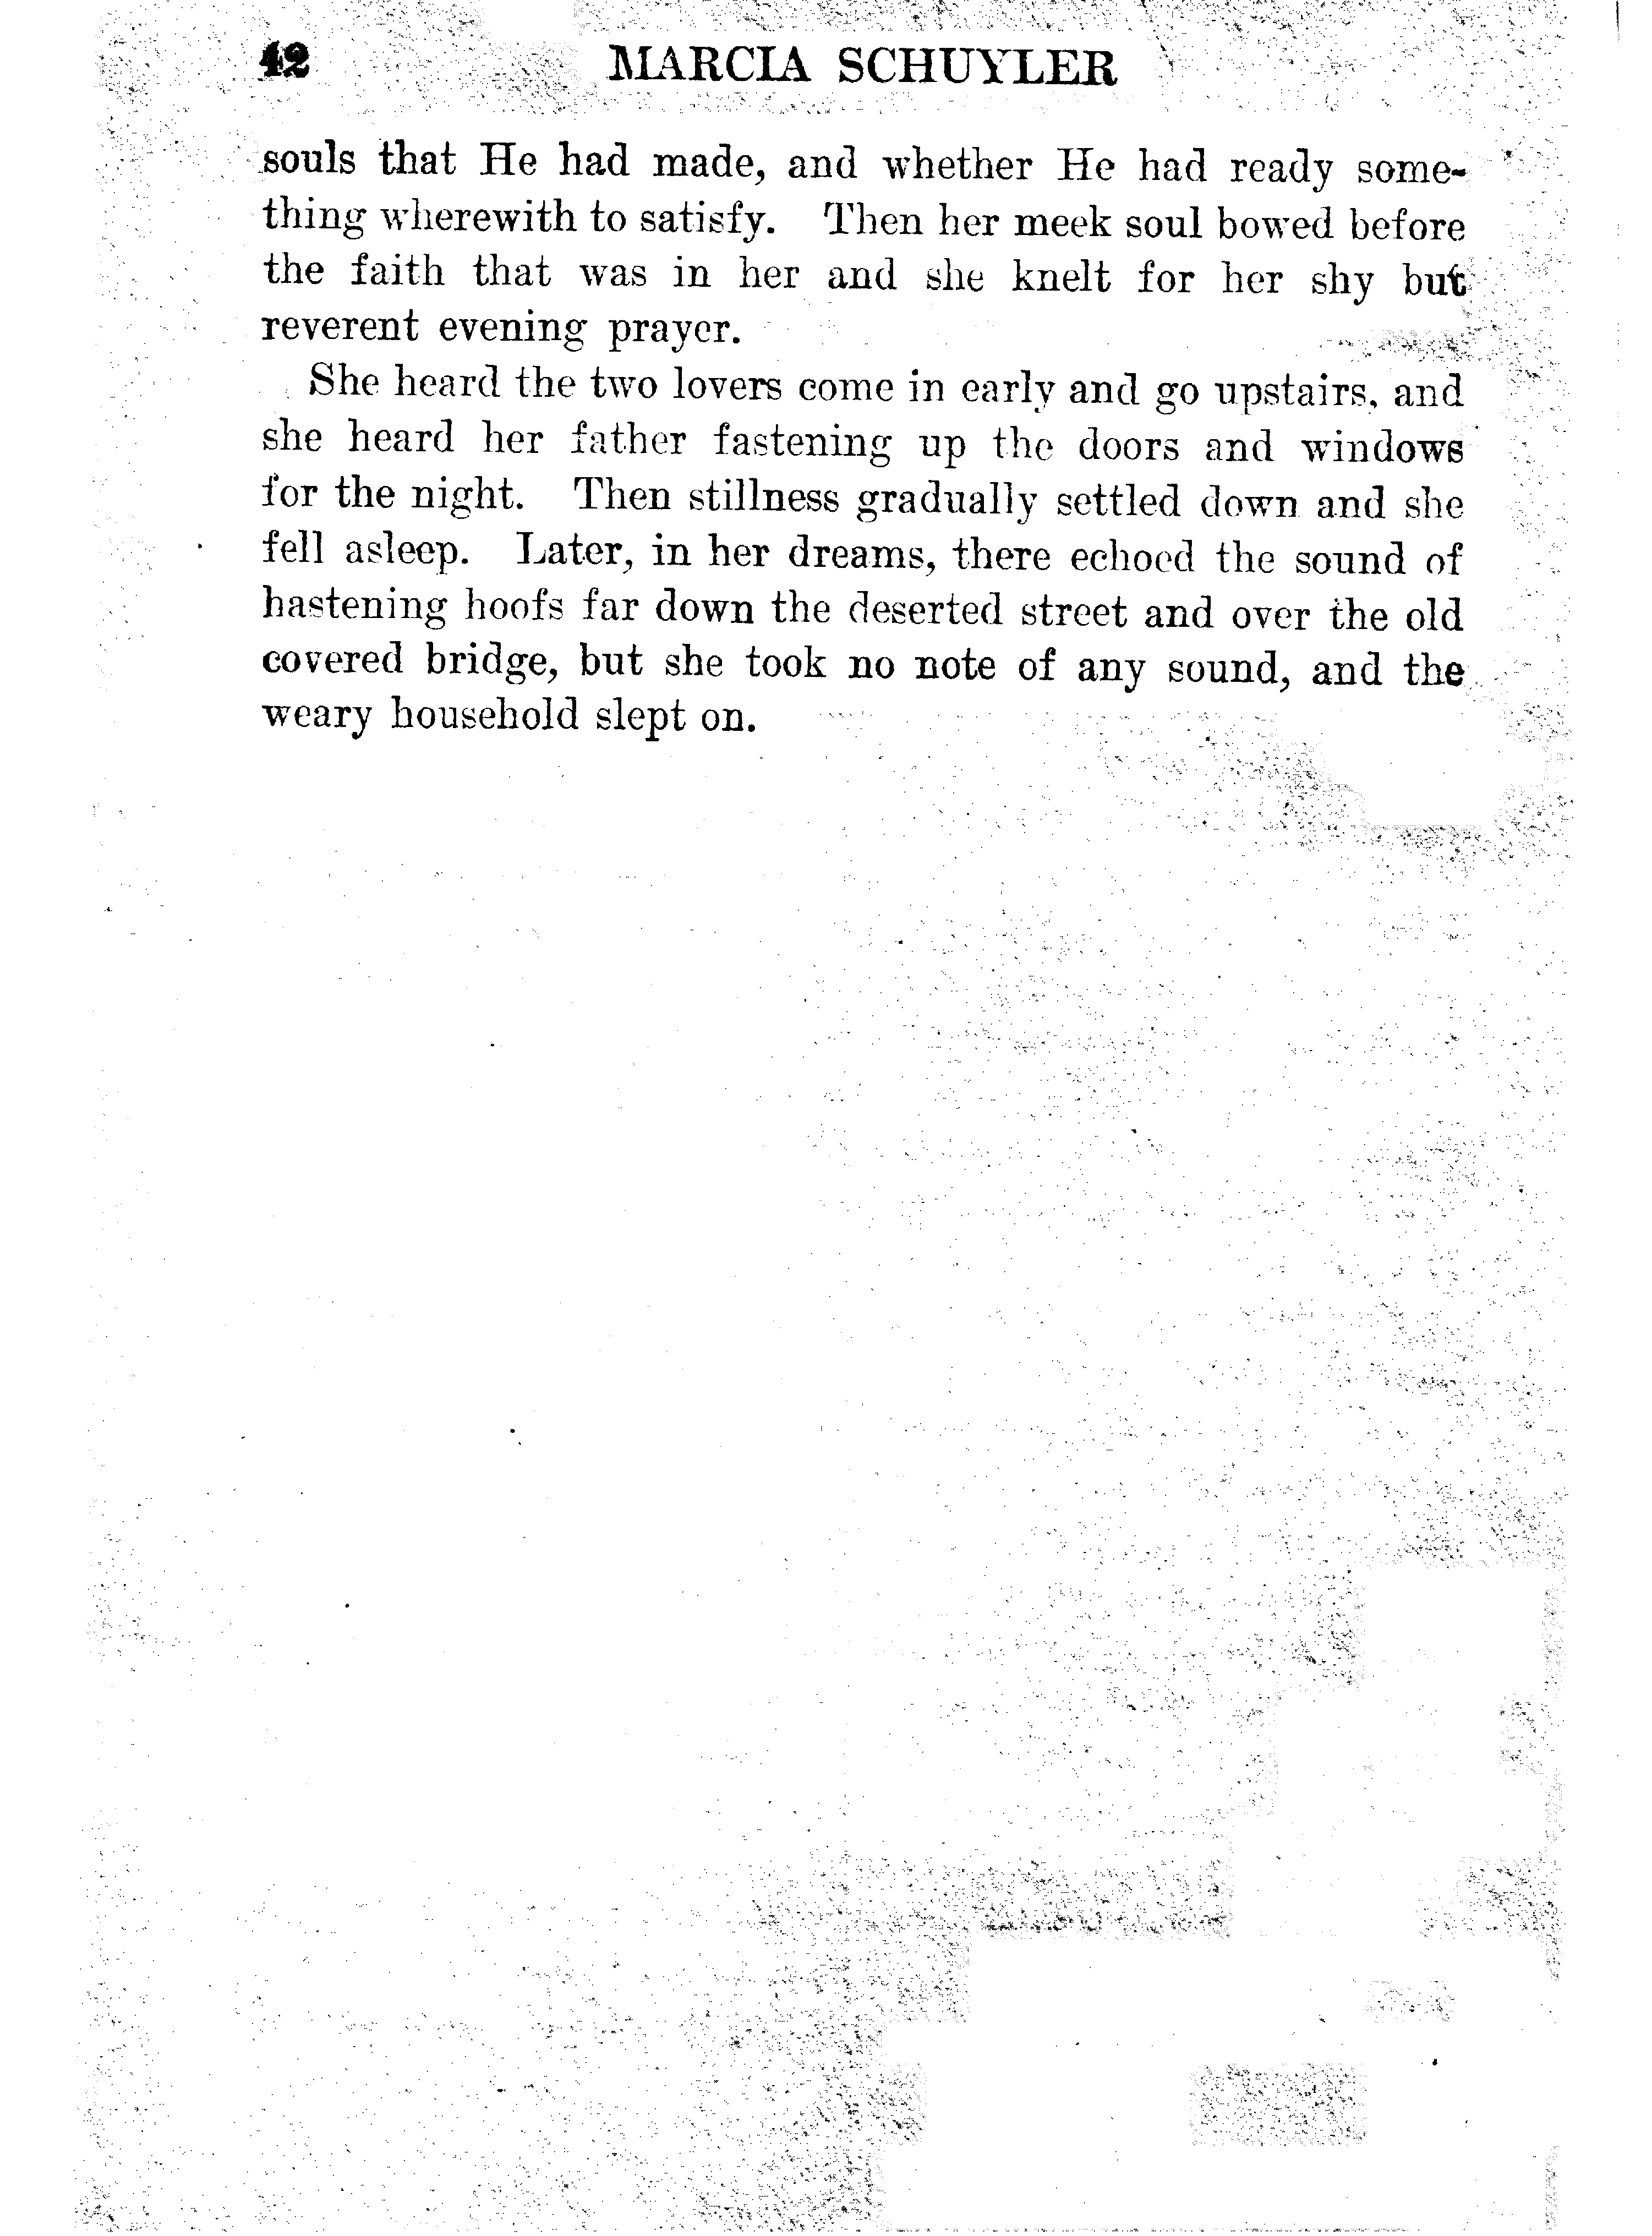 42 MARCIA SCHUYLER
souls that He had made, and whether He had ready some-
thing wherewith to satisfy. Then her meek soul bowed before
the faith that was in her and she knelt for her shy but
reverent evening prayer.
She heard the two lovers come in early and go upstairs, and
she heard her father fastening up the doors and windows
for the night. Then stillness gradually settled down and she
fell asleep. Later, in her dreams, there echoed the sound of
hastening hoofs far down the deserted street and over the old
covered bridge, but she took no note of any sound, and the
weary household slept on.